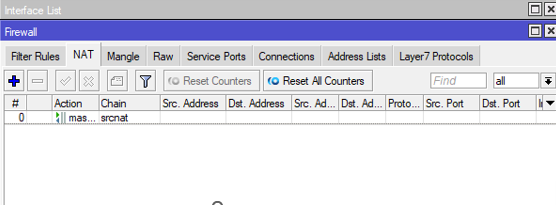 Interface List
Firewall
Filter Rules NAT Mangle Raw Service Ports Connections Address Lists Layer7 Protocols
Reset Counters Reset All Counters Find all
# Action Chain Src. Address Dst. Address Src. Ad... Dst. Ad... Proto... Src. Port Dst. Port
0 mas... srcnat